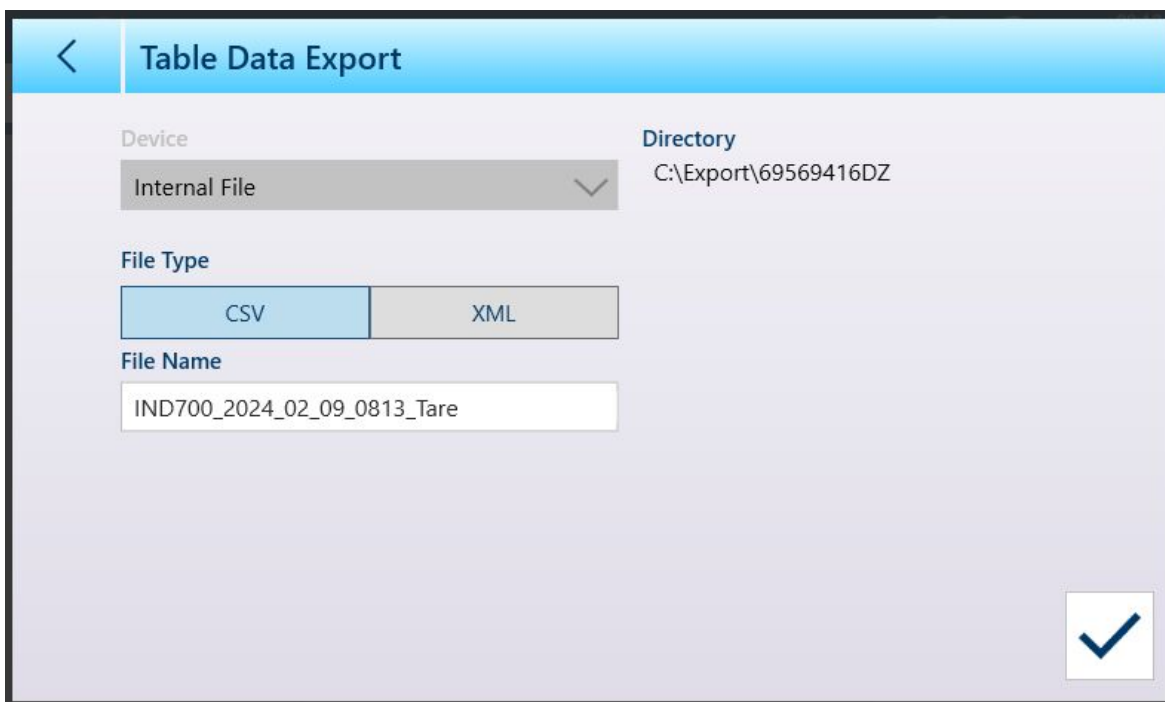 Table Data Export
Device
Internal File
Directory
C:\Export\69569416DZ
File Type
CSV
XML
File Name
IND700_2024_02_09_0813_Tare